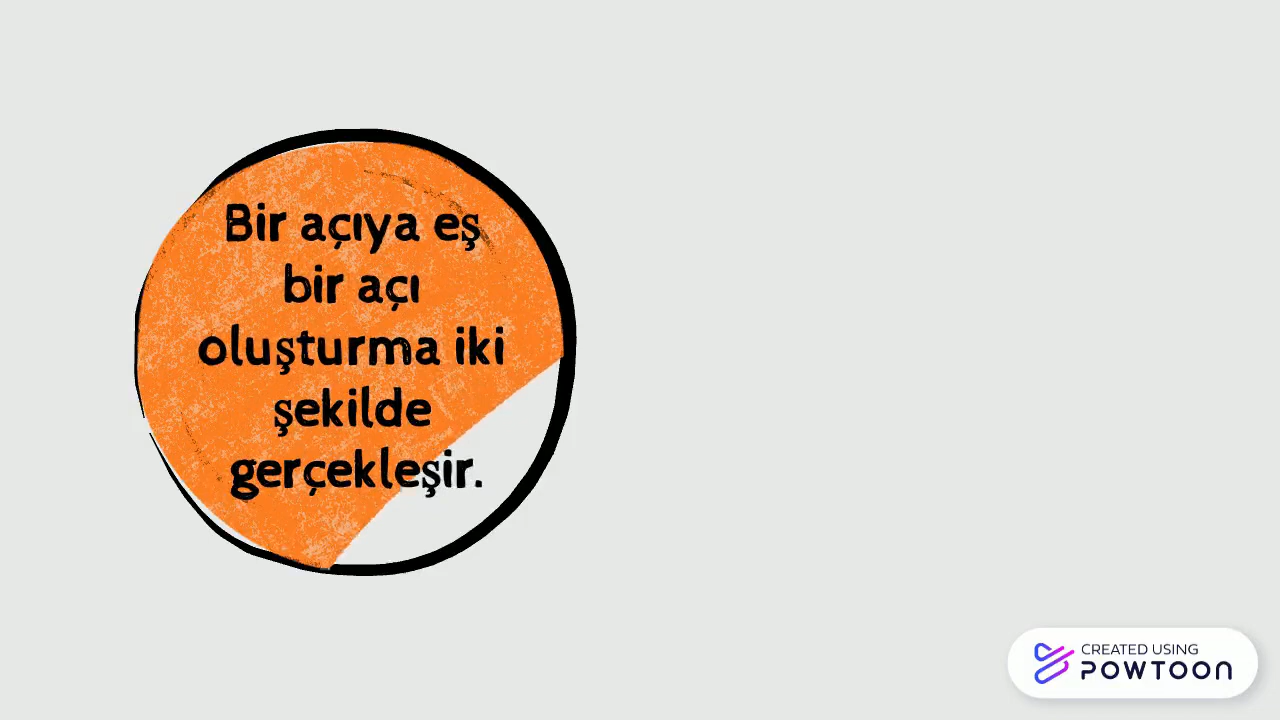 Bir açıya eş
bir açı
oluşturma iki
şekilde
gerçekleşir.
CREATED USING
POWTOON